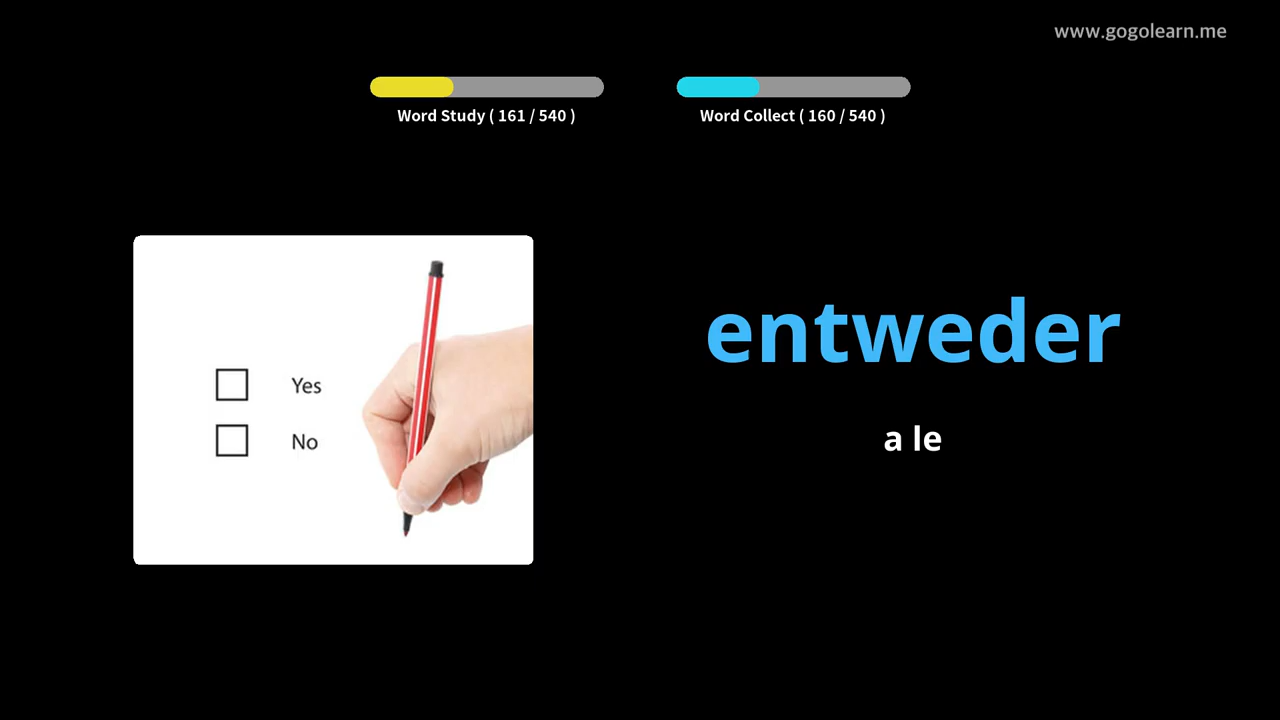 www.gogolearn.me
Word Study ( 161 / 540 )
Word Collect ( 160 / 540 )
Yes
No
entweder
a le